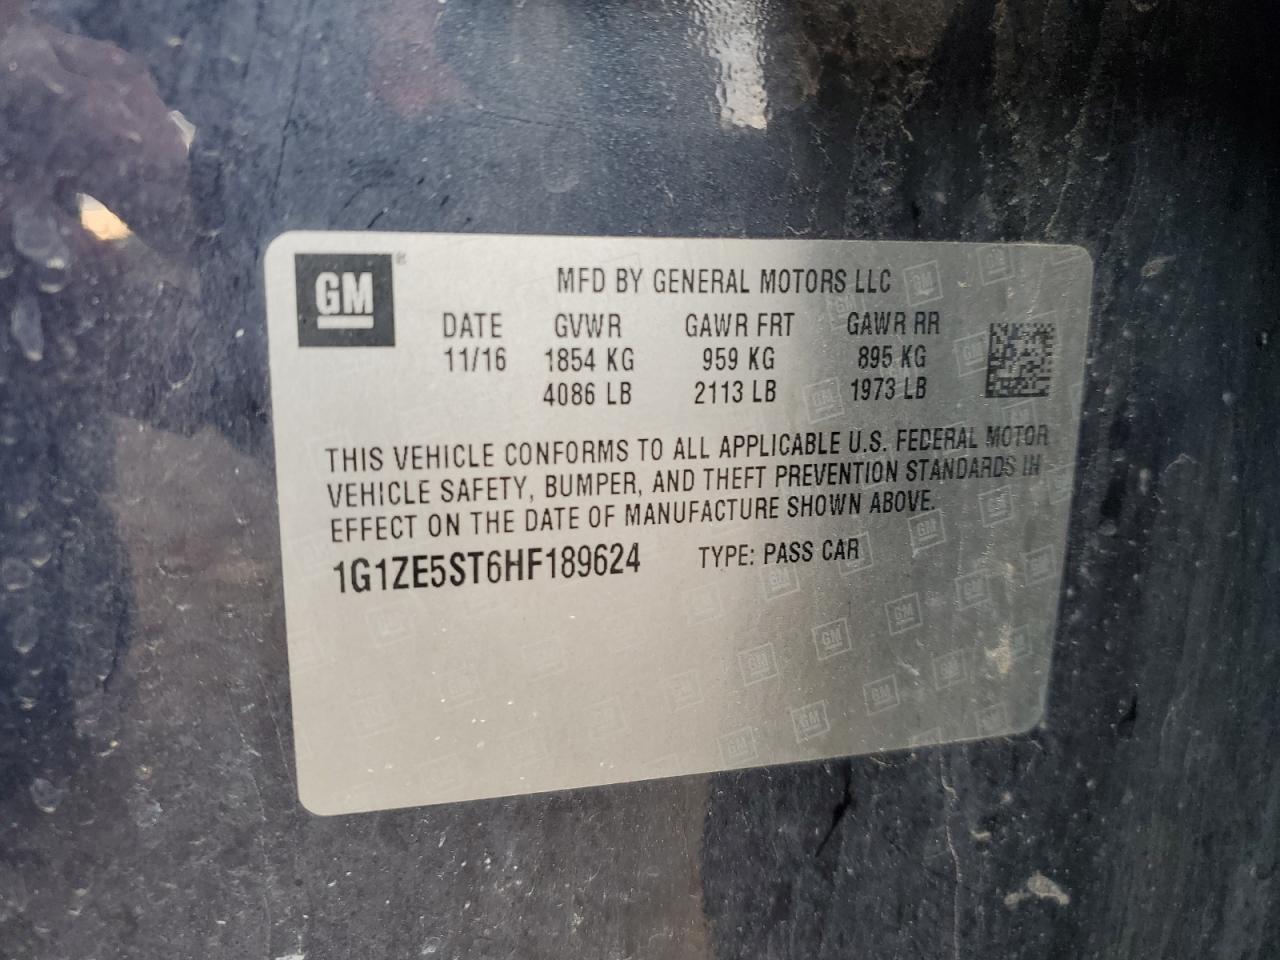 GM
MFD BY GENERAL MOTORS LLC
DATE GVWR GAWR FRT GAWR RR
11/16 1854 KG 959 KG 895 KG
4086 LB 2113 LB 1973 LB
THIS VEHICLE CONFORMS TO ALL APPLICABLE U.S. FEDERAL MOTOR
VEHICLE SAFETY, BUMPER, AND THEFT PREVENTION STANDARDS IN
EFFECT ON THE DATE OF MANUFACTURE SHOWN ABOVE.
1G1ZE5ST6HF189624 TYPE: PASS CAR